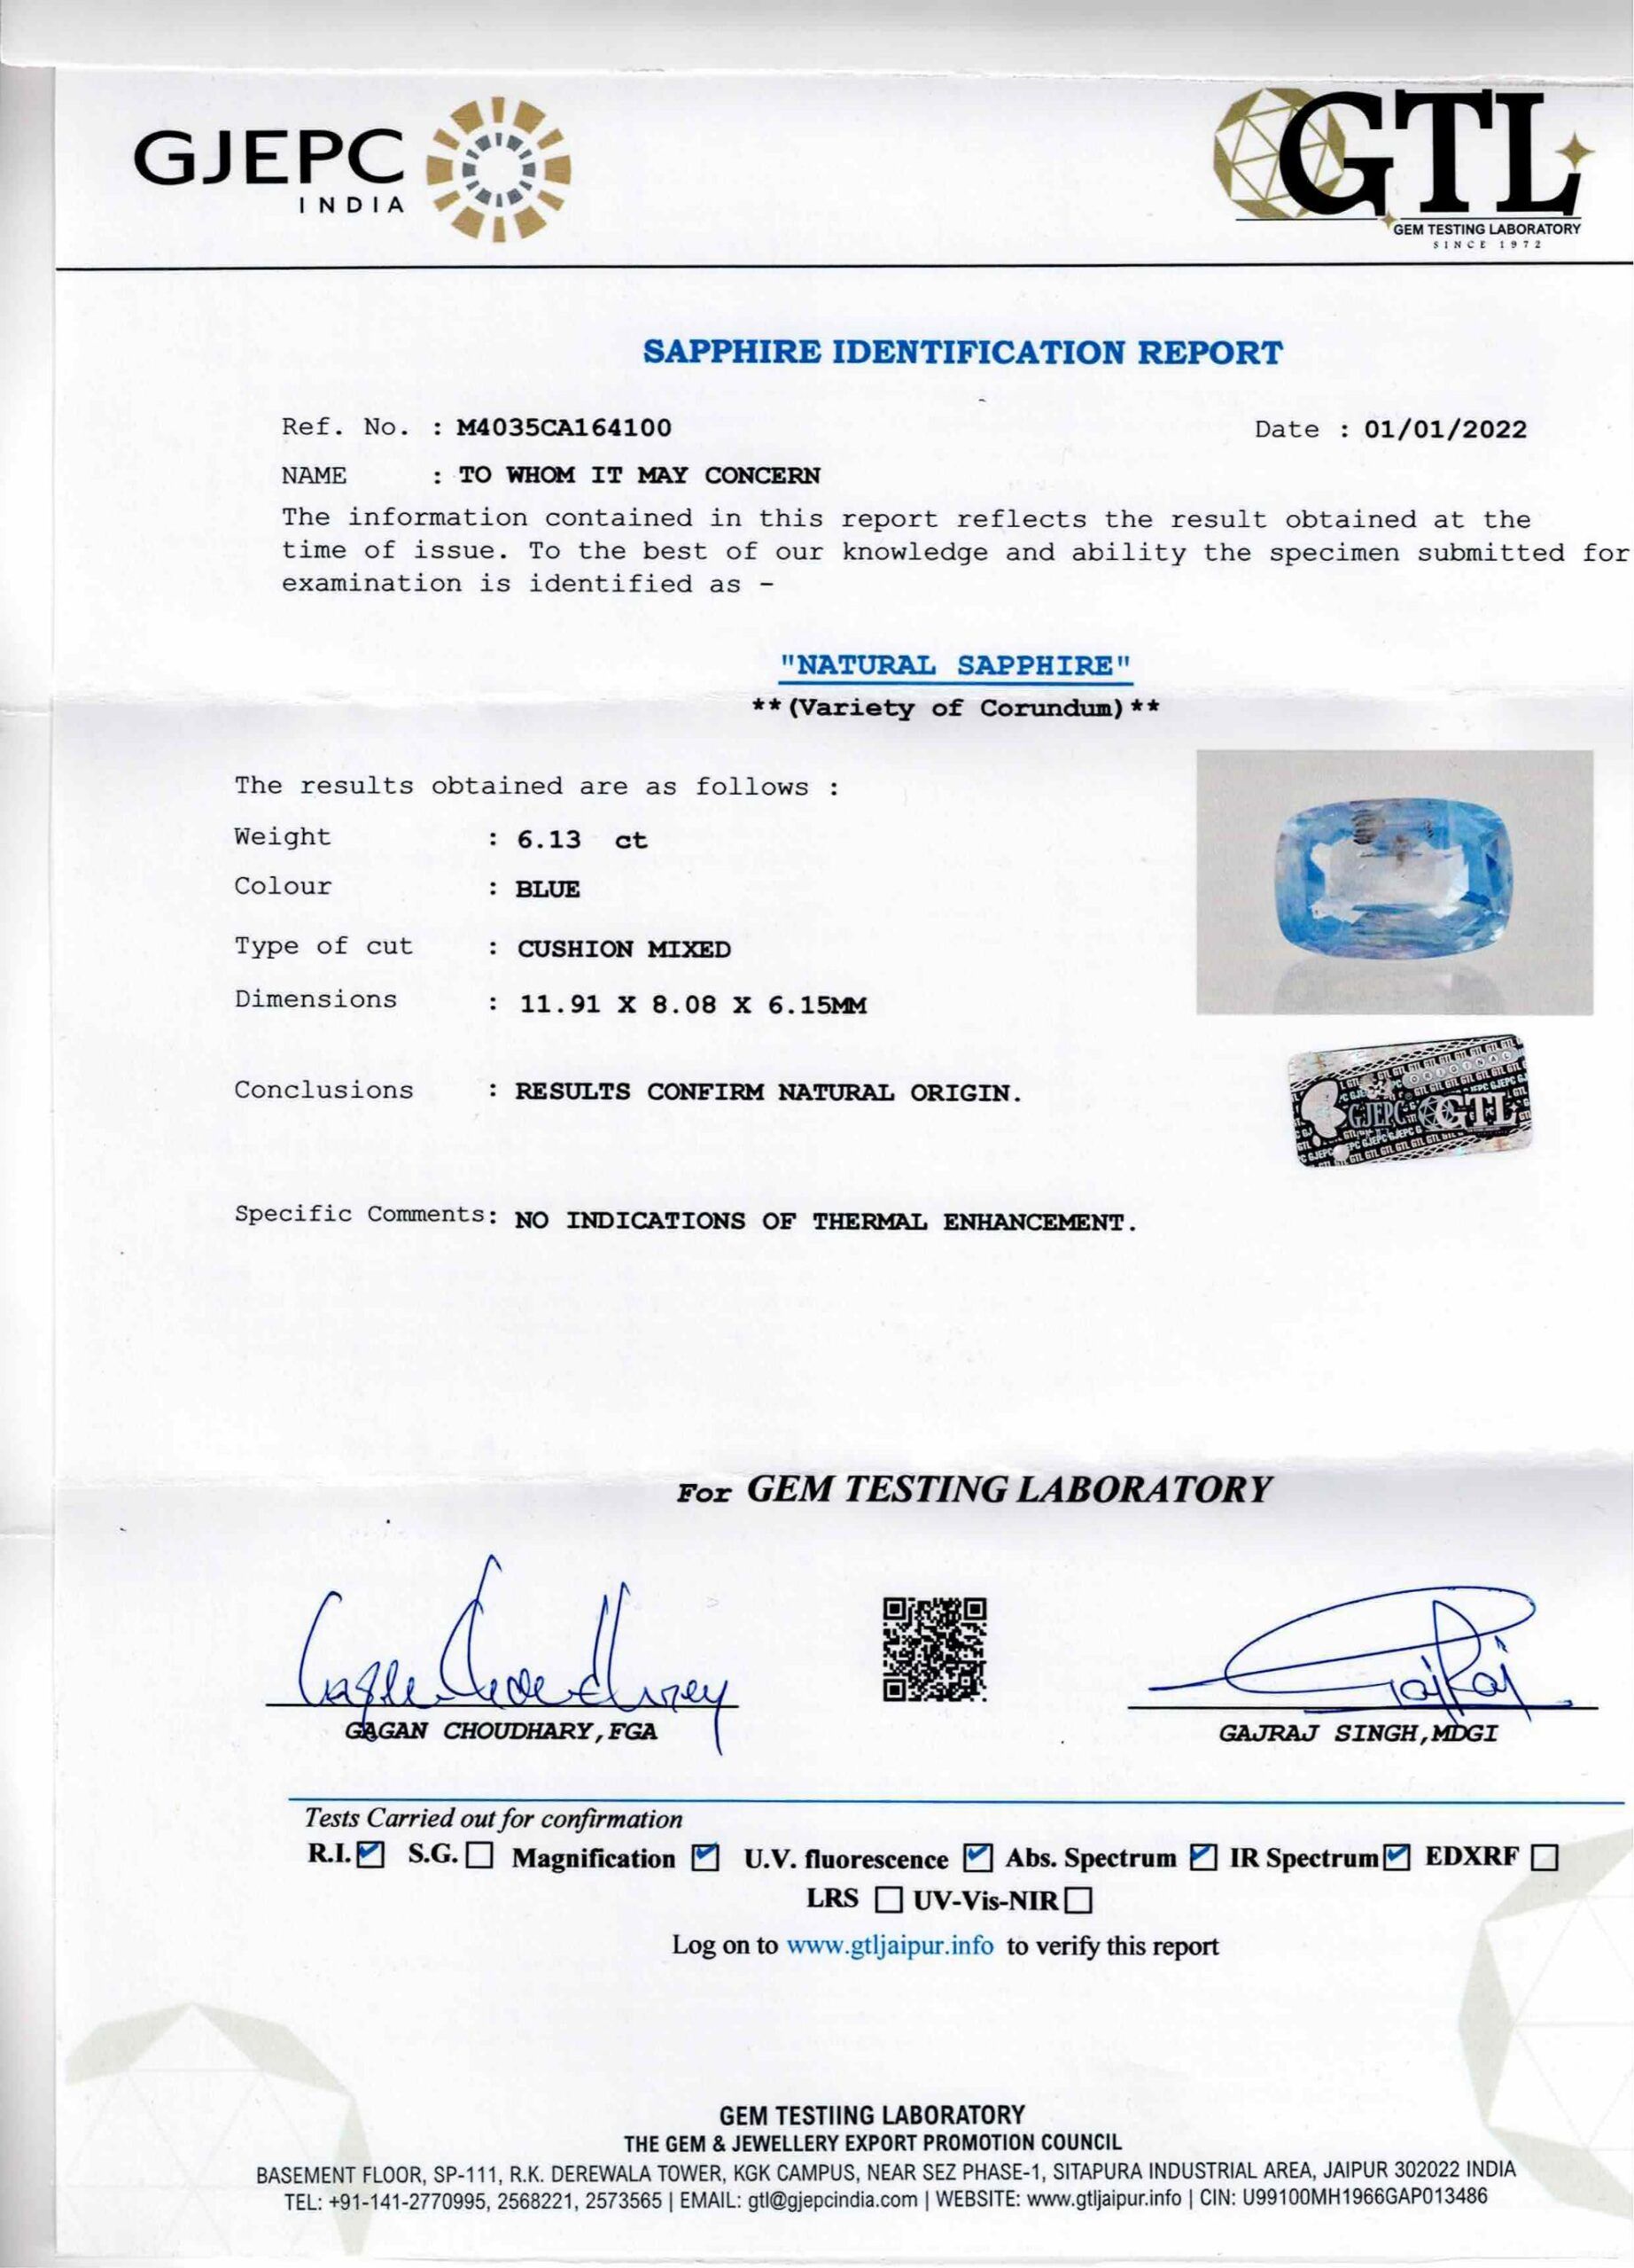 GJEPC
INDIA
GTL
GEM TESTING LABORATORY
SINCE 1972
SAPPHIRE IDENTIFICATION REPORT
Ref. No. : M4035CA164100
Date : 01/01/2022
NAME : TO WHOM IT MAY CONCERN
The information contained in this report reflects the result obtained at the
time of issue. To the best of our knowledge and ability the specimen submitted for
examination is identified as -
"NATURAL SAPPHIRE"
**(Variety of Corundum)**
The results obtained are as follows :
Weight : 6.13 ct
Colour : BLUE
Type of cut : CUSHION MIXED
Dimensions : 11.91 X 8.08 X 6.15MM
ORIGINAL
GJEPC GTL
Conclusions : RESULTS CONFIRM NATURAL ORIGIN.
Specific Comments: NO INDICATIONS OF THERMAL ENHANCEMENT.
For GEM TESTING LABORATORY
GAGAN CHOUDHARY,FGA
GAJRAJ SINGH,MDGI
Tests Carried out for confirmation
R.I. S.G. Magnification U.V. fluorescence Abs. Spectrum IR Spectrum EDXRF
LRS UV-Vis-NIR
Log on to www.gtljaipur.info to verify this report
GEM TESTIING LABORATORY
THE GEM & JEWELLERY EXPORT PROMOTION COUNCIL
BASEMENT FLOOR, SP-111, R.K. DEREWALA TOWER, KGK CAMPUS, NEAR SEZ PHASE-1, SITAPURA INDUSTRIAL AREA, JAIPUR 302022 INDIA
TEL: +91-141-2770995, 2568221, 2573565 | EMAIL: gtl@gjepcindia.com | WEBSITE: www.gtljaipur.info | CIN: U99100MH1966GAP013486